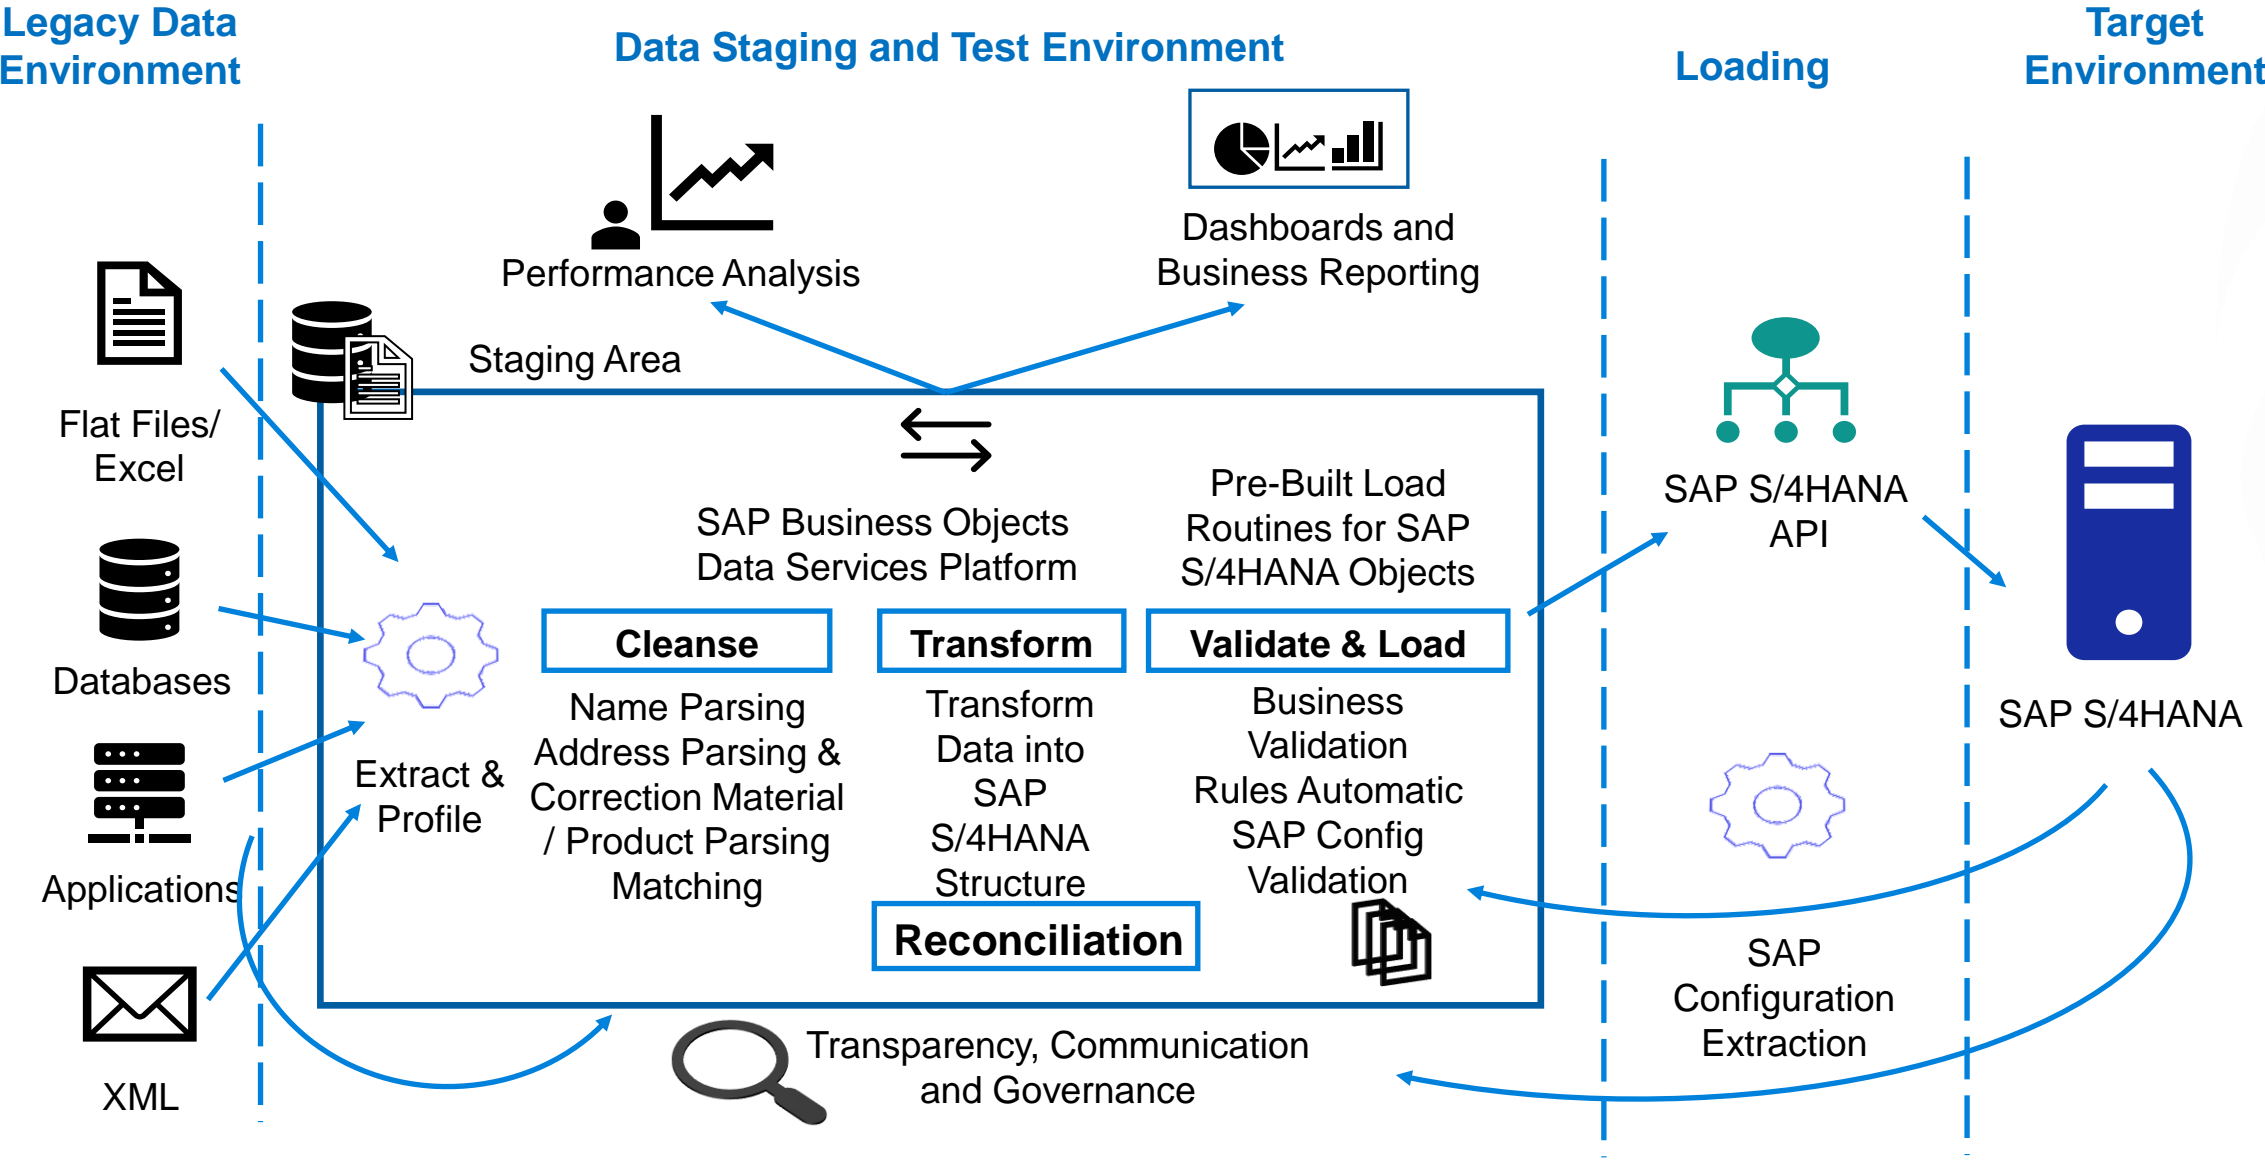 Legacy Data
Environment
Data Staging and Test Environment
Loading
Target
Environment
Performance Analysis
Dashboards and
Business Reporting
Staging Area
Flat Files/
Excel
Databases
Applications
XML
Extract &
Profile
SAP Business Objects
Data Services Platform
Pre-Built Load
Routines for SAP
S/4HANA Objects
Cleanse
Name Parsing
Address Parsing &
Correction Material
/ Product Parsing
Matching
Transform
Transform
Data into
SAP
S/4HANA
Structure
Validate & Load
Business
Validation
Rules Automatic
SAP Config
Validation
Reconciliation
Transparency, Communication
and Governance
SAP S/4HANA
API
SAP
Configuration
Extraction
SAP S/4HANA